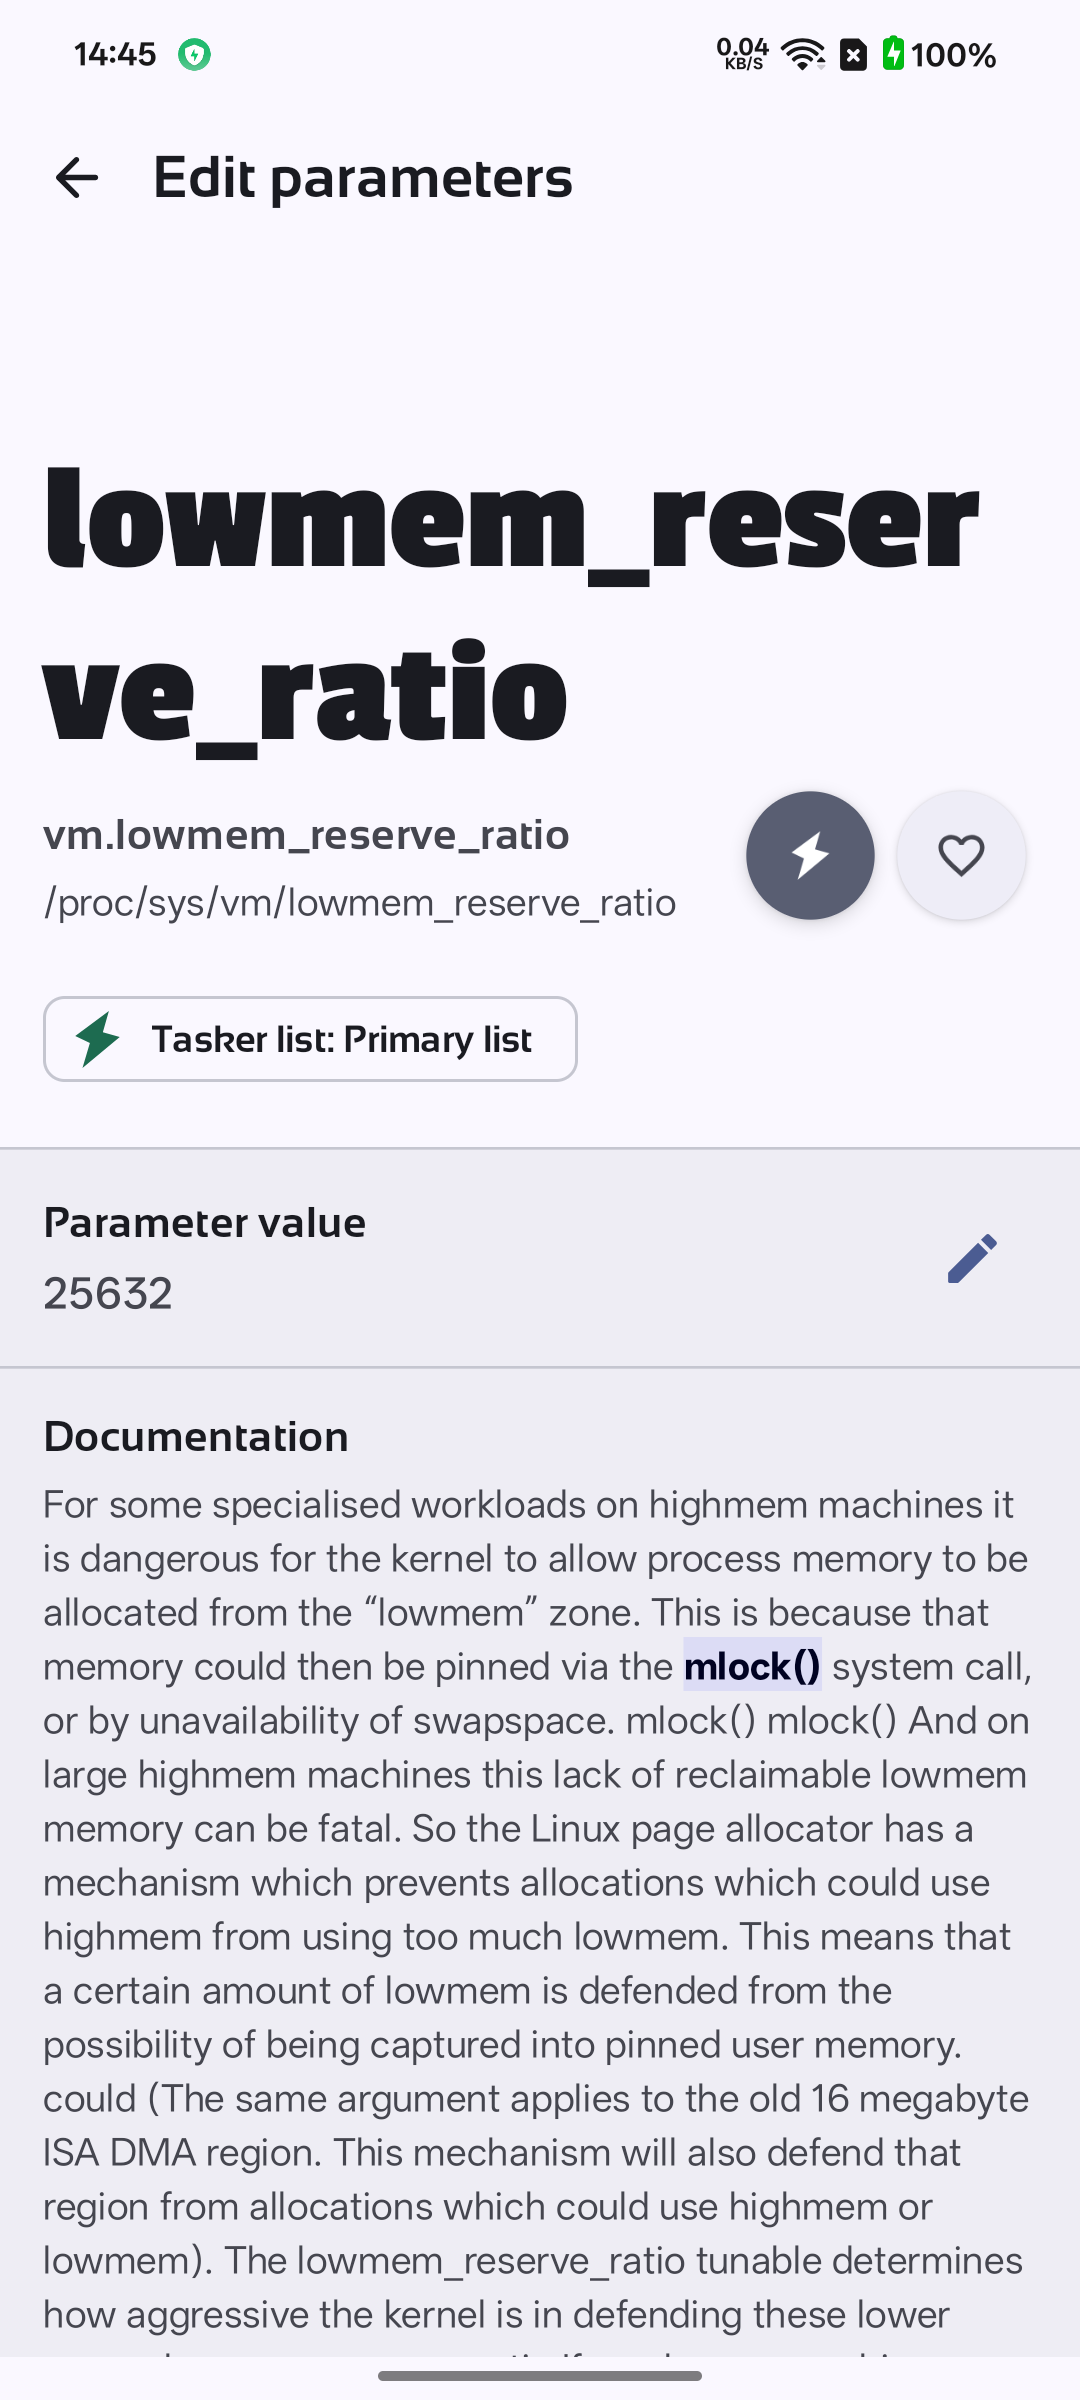 14:45
0.04
KB/S
100%
Edit parameters
lowmem_reser
ve_ratio
vm.lowmem_reserve_ratio
/proc/sys/vm/lowmem_reserve_ratio
Tasker list: Primary list
Parameter value
25632
Documentation
For some specialised workloads on highmem machines it
is dangerous for the kernel to allow process memory to be
allocated from the “lowmem” zone. This is because that
memory could then be pinned via the mlock() system call,
or by unavailability of swapspace. mlock() mlock() And on
large highmem machines this lack of reclaimable lowmem
memory can be fatal. So the Linux page allocator has a
mechanism which prevents allocations which could use
highmem from using too much lowmem. This means that
a certain amount of lowmem is defended from the
possibility of being captured into pinned user memory.
could (The same argument applies to the old 16 megabyte
ISA DMA region. This mechanism will also defend that
region from allocations which could use highmem or
lowmem). The lowmem_reserve_ratio tunable determines
how aggressive the kernel is in defending these lower